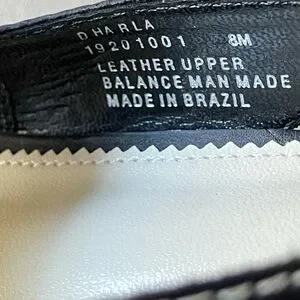 DHARLA
19201001 8M
LEATHER UPPER
BALANCE MAN MADE
MADE IN BRAZIL